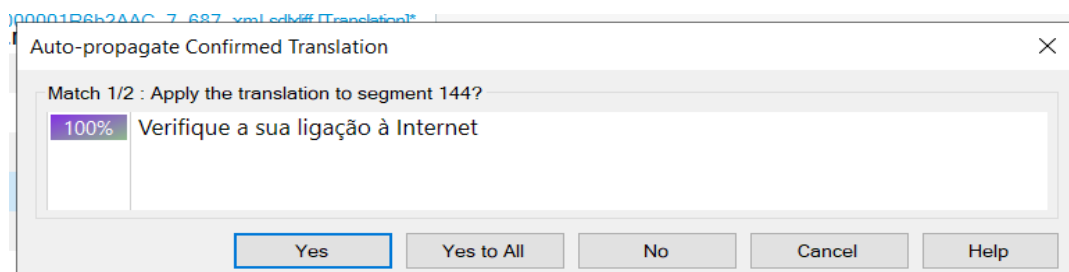 Auto-propagate Confirmed Translation
Match 1/2 : Apply the translation to segment 144?
100% Verifique a sua ligação à Internet
Yes Yes to All No Cancel Help